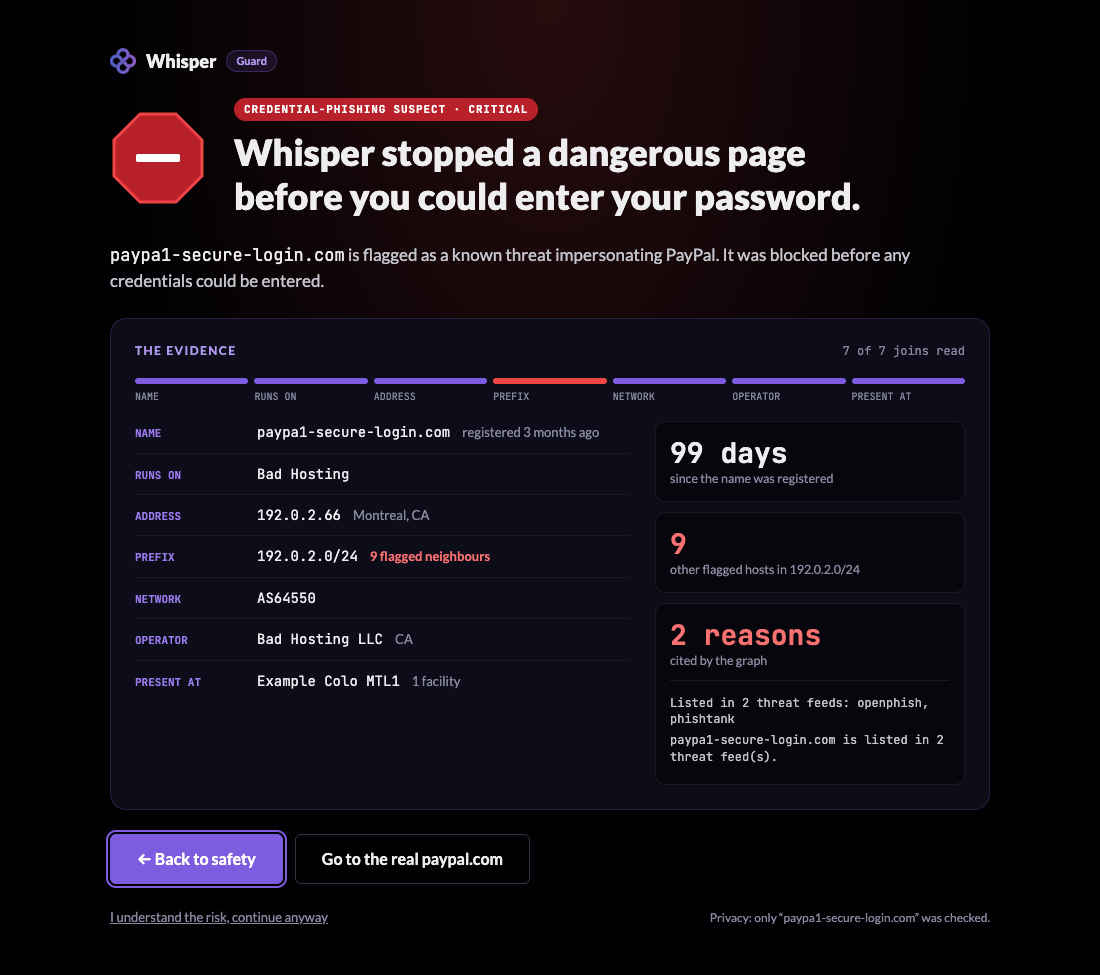 Whisper Guard
CREDENTIAL-PHISHING SUSPECT · CRITICAL
Whisper stopped a dangerous page
before you could enter your password.
paypa1-secure-login.com is flagged as a known threat impersonating PayPal. It was blocked before any
credentials could be entered.
THE EVIDENCE
7 of 7 joins read
NAME RUNS ON ADDRESS PREFIX NETWORK OPERATOR PRESENT AT
NAME paypa1-secure-login.com registered 3 months ago
RUNS ON Bad Hosting
ADDRESS 192.0.2.66 Montreal, CA
PREFIX 192.0.2.0/24 9 flagged neighbours
NETWORK AS64550
OPERATOR Bad Hosting LLC CA
PRESENT AT Example Colo MTL1 1 facility
99 days
since the name was registered
9
other flagged hosts in 192.0.2.0/24
2 reasons
cited by the graph
Listed in 2 threat feeds: openphish,
phishtank
paypa1-secure-login.com is listed in 2
threat feed(s).
← Back to safety
Go to the real paypal.com
I understand the risk, continue anyway
Privacy: only “paypa1-secure-login.com” was checked.